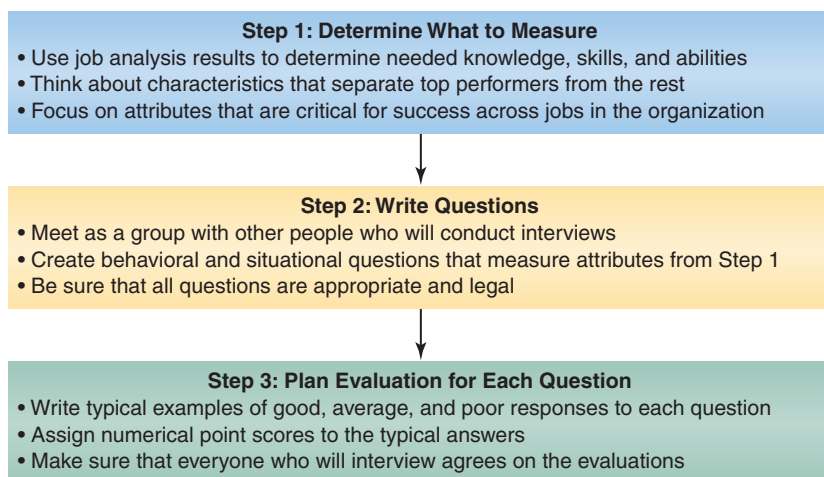 Step 1: Determine What to Measure
• Use job analysis results to determine needed knowledge, skills, and abilities
• Think about characteristics that separate top performers from the rest
• Focus on attributes that are critical for success across jobs in the organization
Step 2: Write Questions
• Meet as a group with other people who will conduct interviews
• Create behavioral and situational questions that measure attributes from Step 1
• Be sure that all questions are appropriate and legal
Step 3: Plan Evaluation for Each Question
• Write typical examples of good, average, and poor responses to each question
• Assign numerical point scores to the typical answers
• Make sure that everyone who will interview agrees on the evaluations